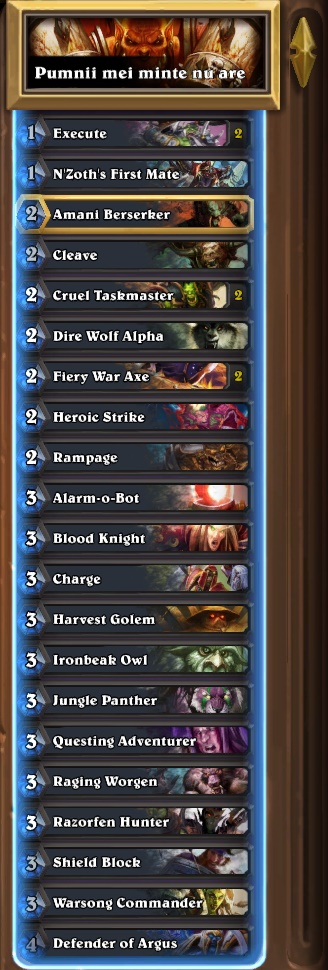 Pumnii mei minte nu are
1 Execute 2
1 N'Zoth's First Mate
2 Amani Berserker
2 Cleave
2 Cruel Taskmaster 2
2 Dire Wolf Alpha
2 Fiery War Axe 2
2 Heroic Strike
2 Rampage
3 Alarm-o-Bot
3 Blood Knight
3 Charge
3 Harvest Golem
3 Ironbeak Owl
3 Jungle Panther
3 Questing Adventurer
3 Raging Worgen
3 Razorfen Hunter
3 Shield Block
3 Warsong Commander
4 Defender of Argus